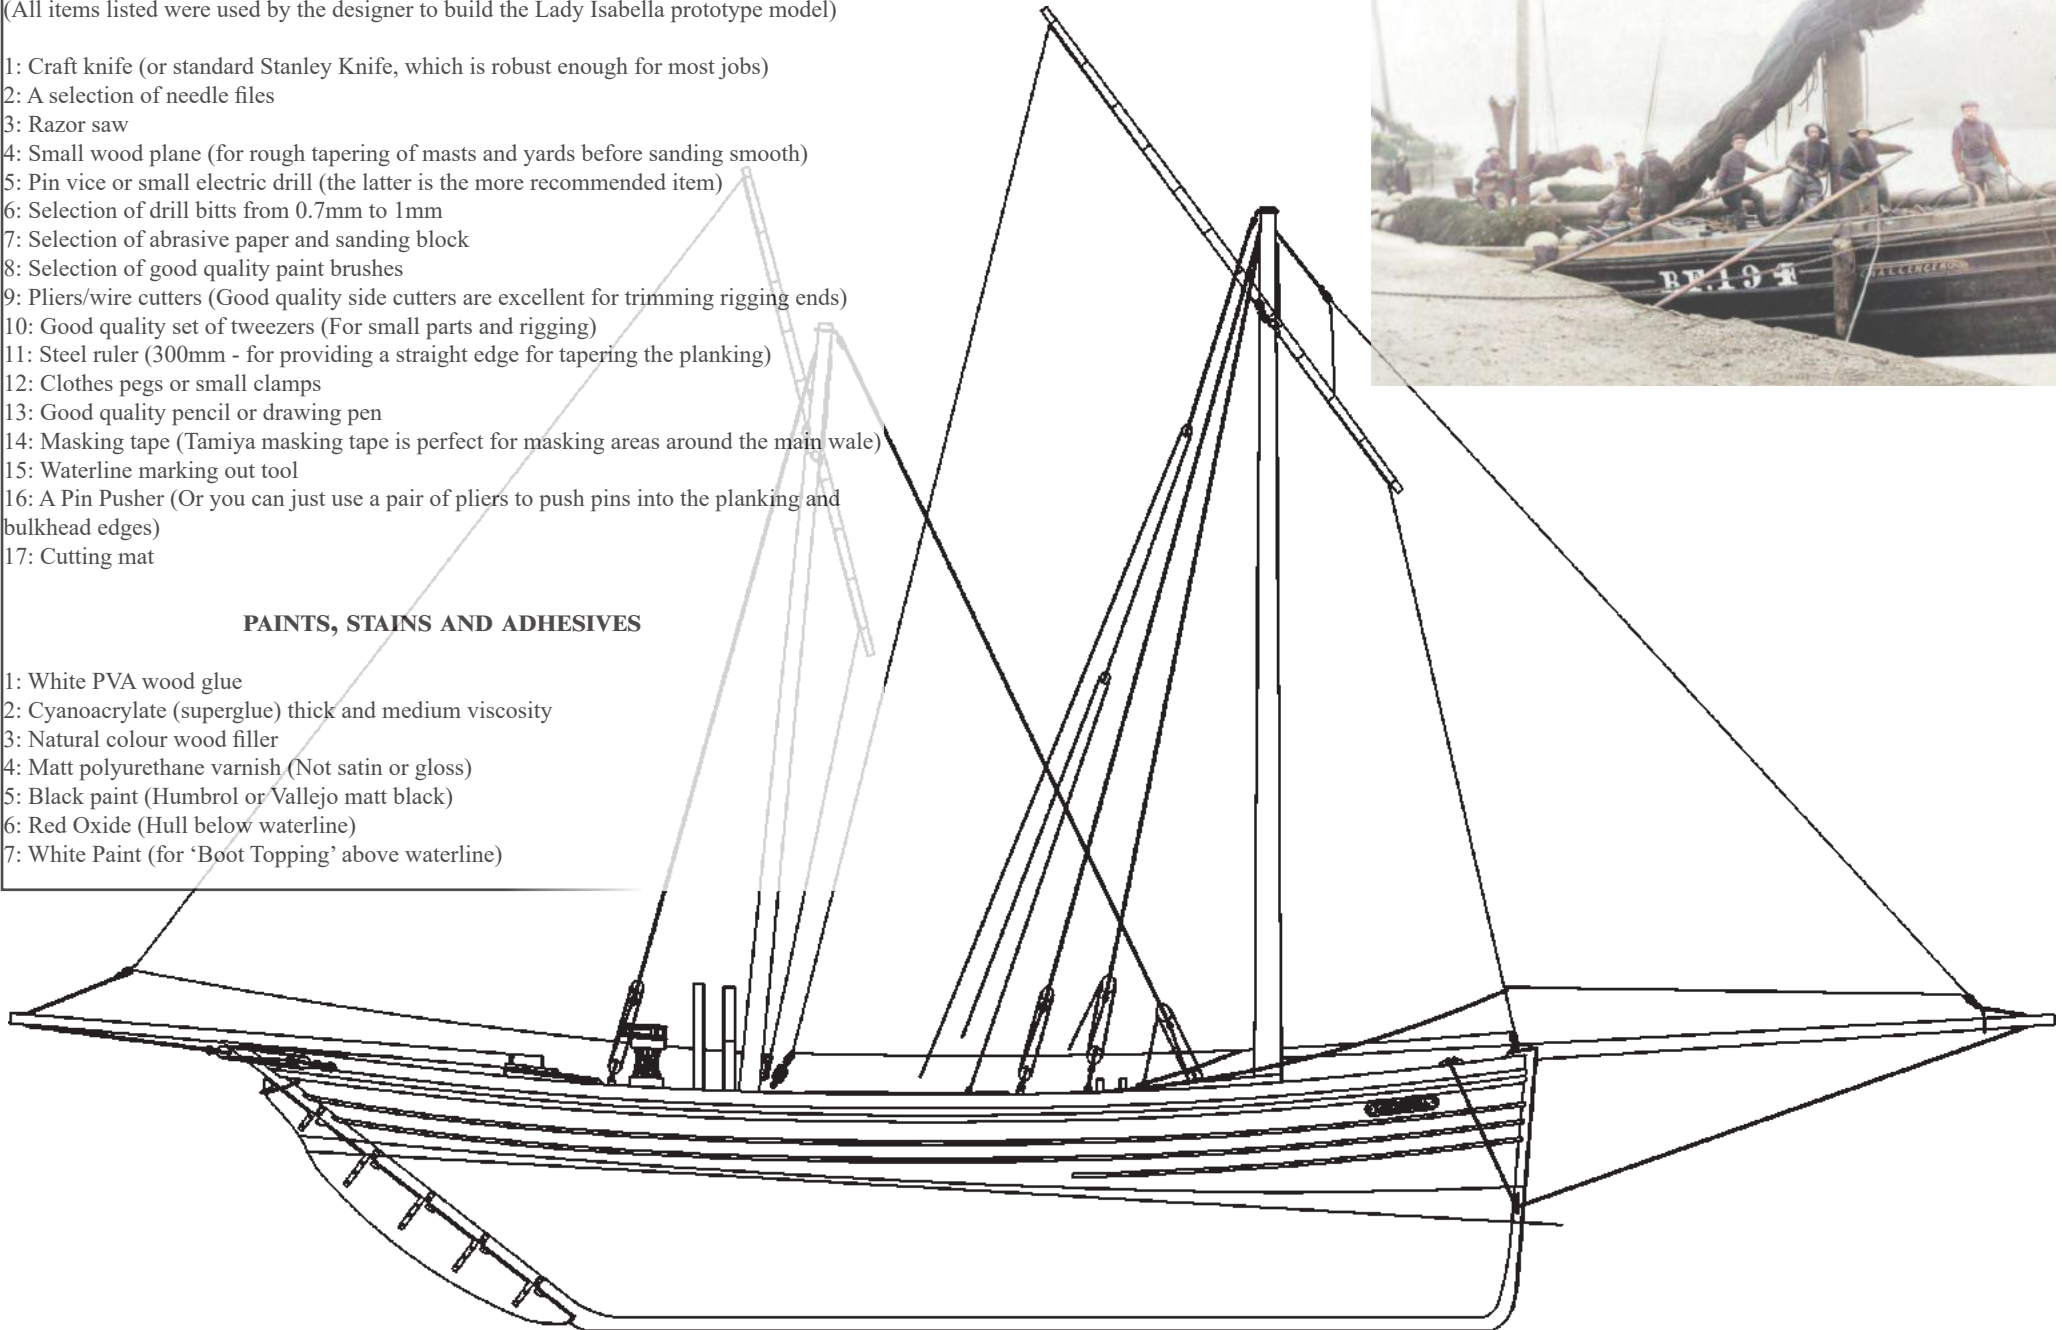 (All items listed were used by the designer to build the Lady Isabella prototype model)
1: Craft knife (or standard Stanley Knife, which is robust enough for most jobs)
2: A selection of needle files
3: Razor saw
4: Small wood plane (for rough tapering of masts and yards before sanding smooth)
5: Pin vice or small electric drill (the latter is the more recommended item)
6: Selection of drill bitts from 0.7mm to 1mm
7: Selection of abrasive paper and sanding block
8: Selection of good quality paint brushes
9: Pliers/wire cutters (Good quality side cutters are excellent for trimming rigging ends)
10: Good quality set of tweezers (For small parts and rigging)
11: Steel ruler (300mm - for providing a straight edge for tapering the planking)
12: Clothes pegs or small clamps
13: Good quality pencil or drawing pen
14: Masking tape (Tamiya masking tape is perfect for masking areas around the main wale)
15: Waterline marking out tool
16: A Pin Pusher (Or you can just use a pair of pliers to push pins into the planking and
bulkhead edges)
17: Cutting mat
PAINTS, STAINS AND ADHESIVES
1: White PVA wood glue
2: Cyanoacrylate (superglue) thick and medium viscosity
3: Natural colour wood filler
4: Matt polyurethane varnish (Not satin or gloss)
5: Black paint (Humbrol or Vallejo matt black)
6: Red Oxide (Hull below waterline)
7: White Paint (for ‘Boot Topping’ above waterline)